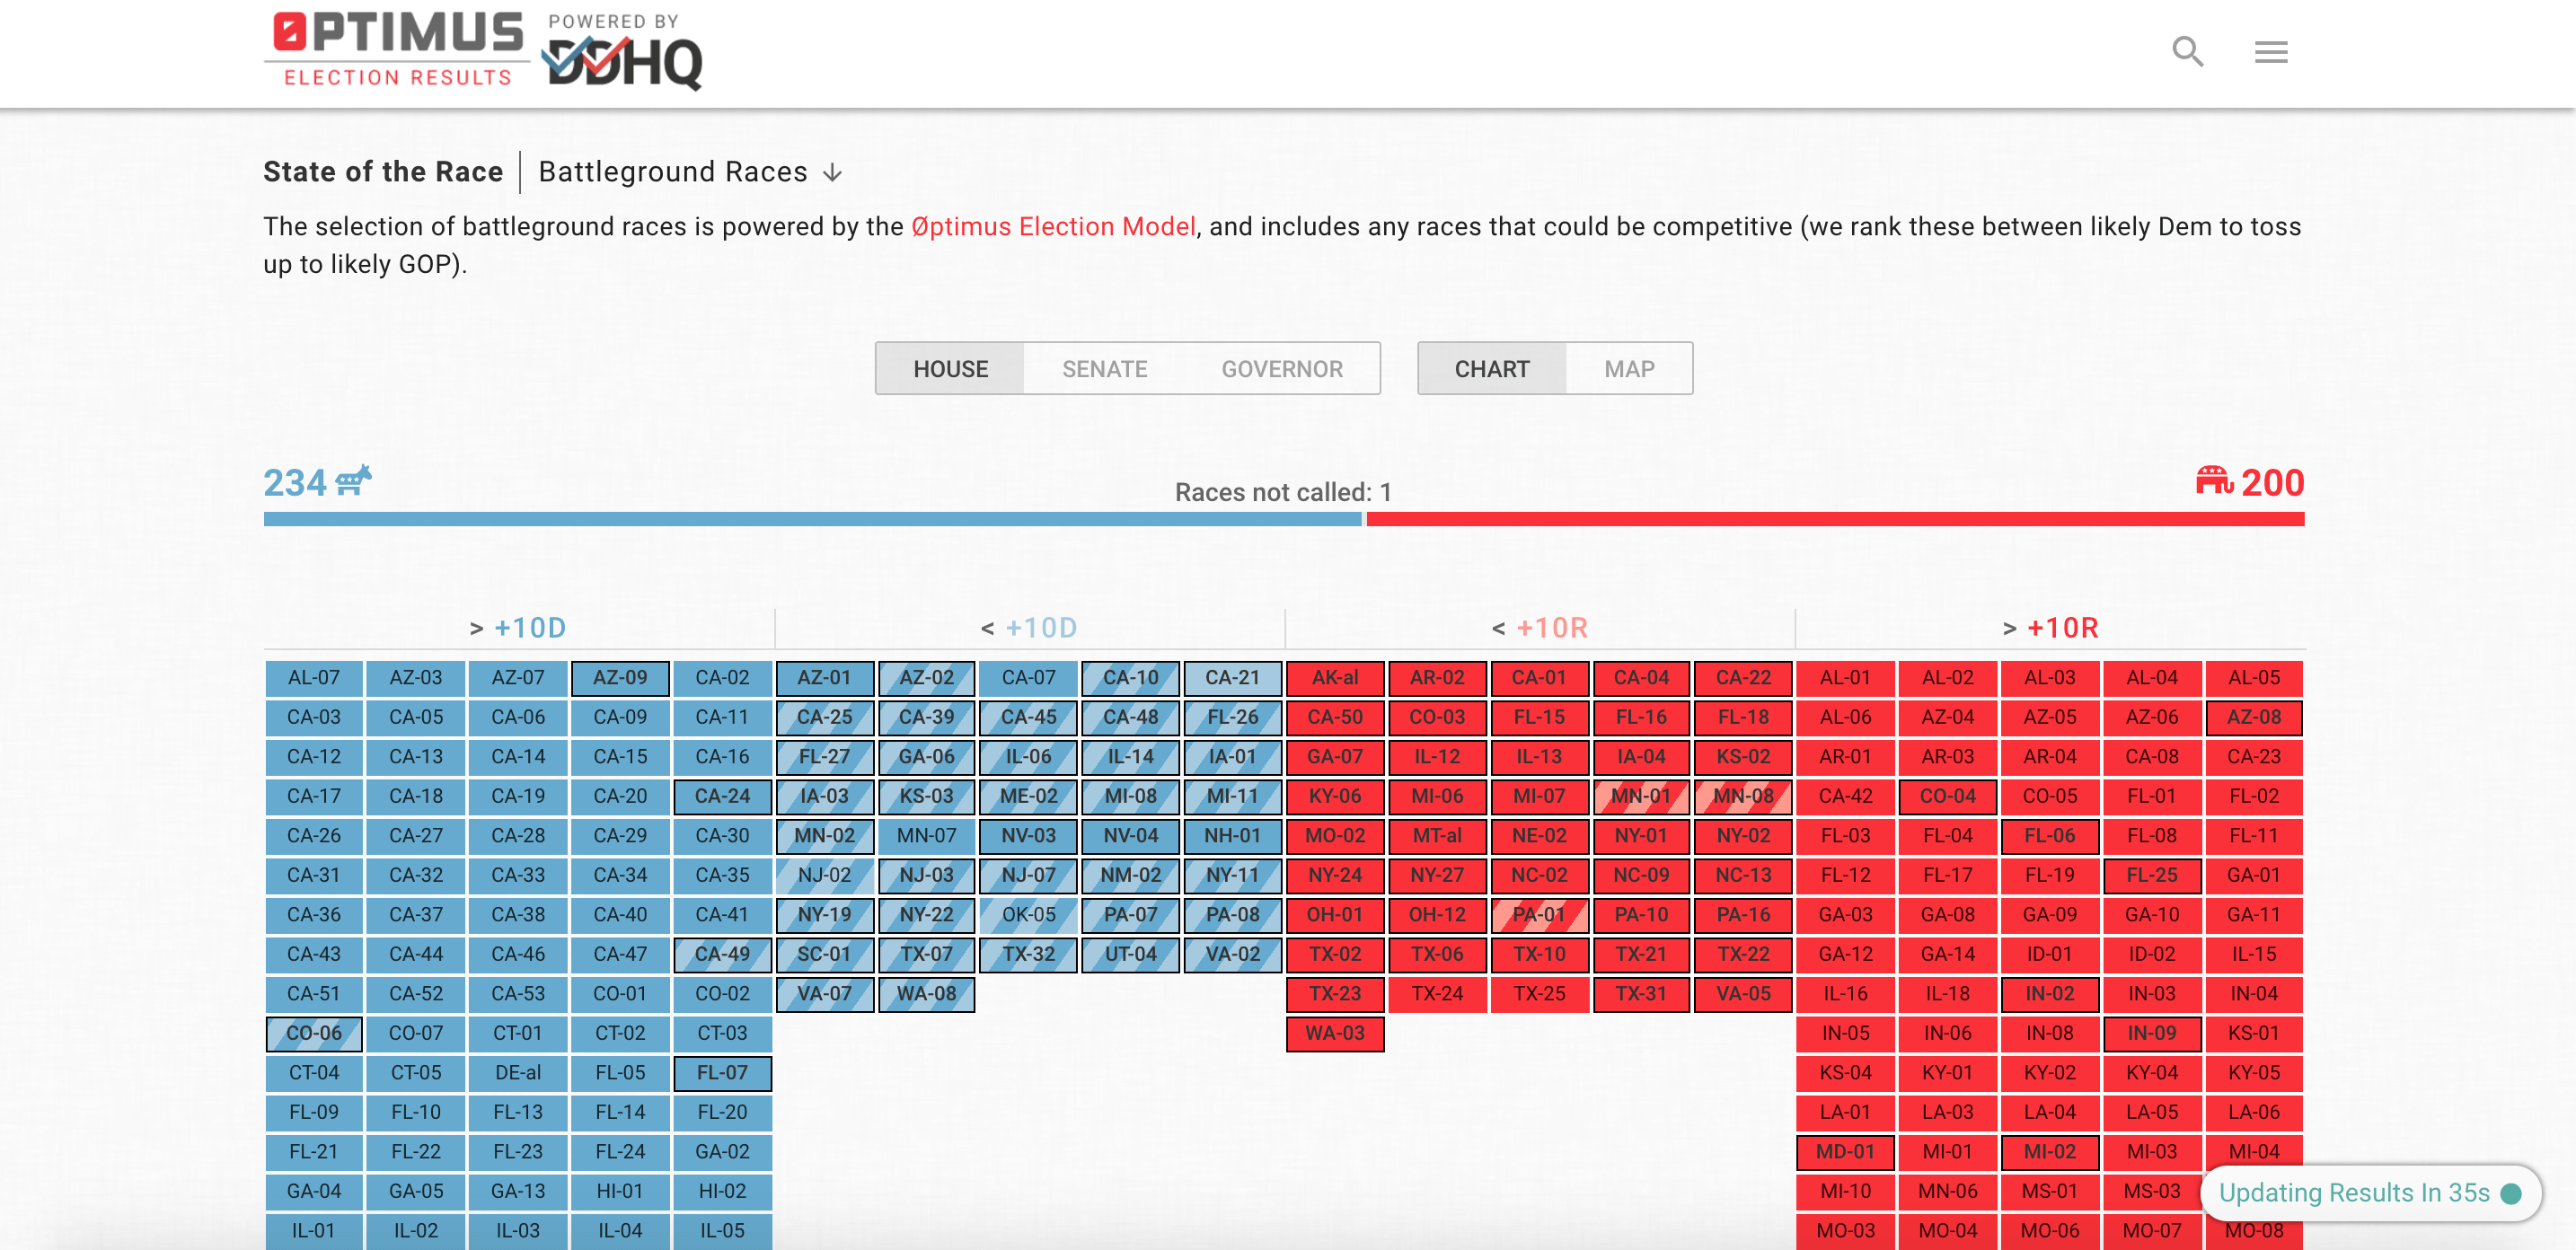 ØPTIMUS
ELECTION RESULTS
POWERED BY
DDHQ
State of the Race | Battleground Races ↓
The selection of battleground races is powered by the Øptimus Election Model, and includes any races that could be competitive (we rank these between likely Dem to toss
up to likely GOP).
HOUSE SENATE GOVERNOR CHART MAP
234 Races not called: 1 200
> +10D < +10D < +10R > +10R
AL-07 AZ-03 AZ-07 AZ-09 CA-02 AZ-01 AZ-02 CA-07 CA-10 CA-21 AK-al AR-02 CA-01 CA-04 CA-22 AL-01 AL-02 AL-03 AL-04 AL-05
CA-03 CA-05 CA-06 CA-09 CA-11 CA-25 CA-39 CA-45 CA-48 FL-26 CA-50 CO-03 FL-15 FL-16 FL-18 AL-06 AZ-04 AZ-05 AZ-06 AZ-08
CA-12 CA-13 CA-14 CA-15 CA-16 FL-27 GA-06 IL-06 IL-14 IA-01 GA-07 IL-12 IL-13 IA-04 KS-02 AR-01 AR-03 AR-04 CA-08 CA-23
CA-17 CA-18 CA-19 CA-20 CA-24 IA-03 KS-03 ME-02 MI-08 MI-11 KY-06 MI-06 MI-07 MN-01 MN-08 CA-42 CO-04 CO-05 FL-01 FL-02
CA-26 CA-27 CA-28 CA-29 CA-30 MN-02 MN-07 NV-03 NV-04 NH-01 MO-02 MT-al NE-02 NY-01 NY-02 FL-03 FL-04 FL-06 FL-08 FL-11
CA-31 CA-32 CA-33 CA-34 CA-35 NJ-02 NJ-03 NJ-07 NM-02 NY-11 NY-24 NY-27 NC-02 NC-09 NC-13 FL-12 FL-17 FL-19 FL-25 GA-01
CA-36 CA-37 CA-38 CA-40 CA-41 NY-19 NY-22 OK-05 PA-07 PA-08 OH-01 OH-12 PA-01 PA-10 PA-16 GA-03 GA-08 GA-09 GA-10 GA-11
CA-43 CA-44 CA-46 CA-47 CA-49 SC-01 TX-07 TX-32 UT-04 VA-02 TX-02 TX-06 TX-10 TX-21 TX-22 GA-12 GA-14 ID-01 ID-02 IL-15
CA-51 CA-52 CA-53 CO-01 CO-02 VA-07 WA-08 TX-23 TX-24 TX-25 TX-31 VA-05 IL-16 IL-18 IN-02 IN-03 IN-04
CO-06 CO-07 CT-01 CT-02 CT-03 WA-03 IN-05 IN-06 IN-08 IN-09 KS-01
CT-04 CT-05 DE-al FL-05 FL-07 KS-04 KY-01 KY-02 KY-04 KY-05
FL-09 FL-10 FL-13 FL-14 FL-20 LA-01 LA-03 LA-04 LA-05 LA-06
FL-21 FL-22 FL-23 FL-24 GA-02 MD-01 MI-01 MI-02 MI-03 MI-04
GA-04 GA-05 GA-13 HI-01 HI-02 MI-10 MN-06 MS-01 MS-03 Updating Results In 35s
IL-01 IL-02 IL-03 IL-04 IL-05 MO-03 MO-04 MO-06 MO-07 MO-08